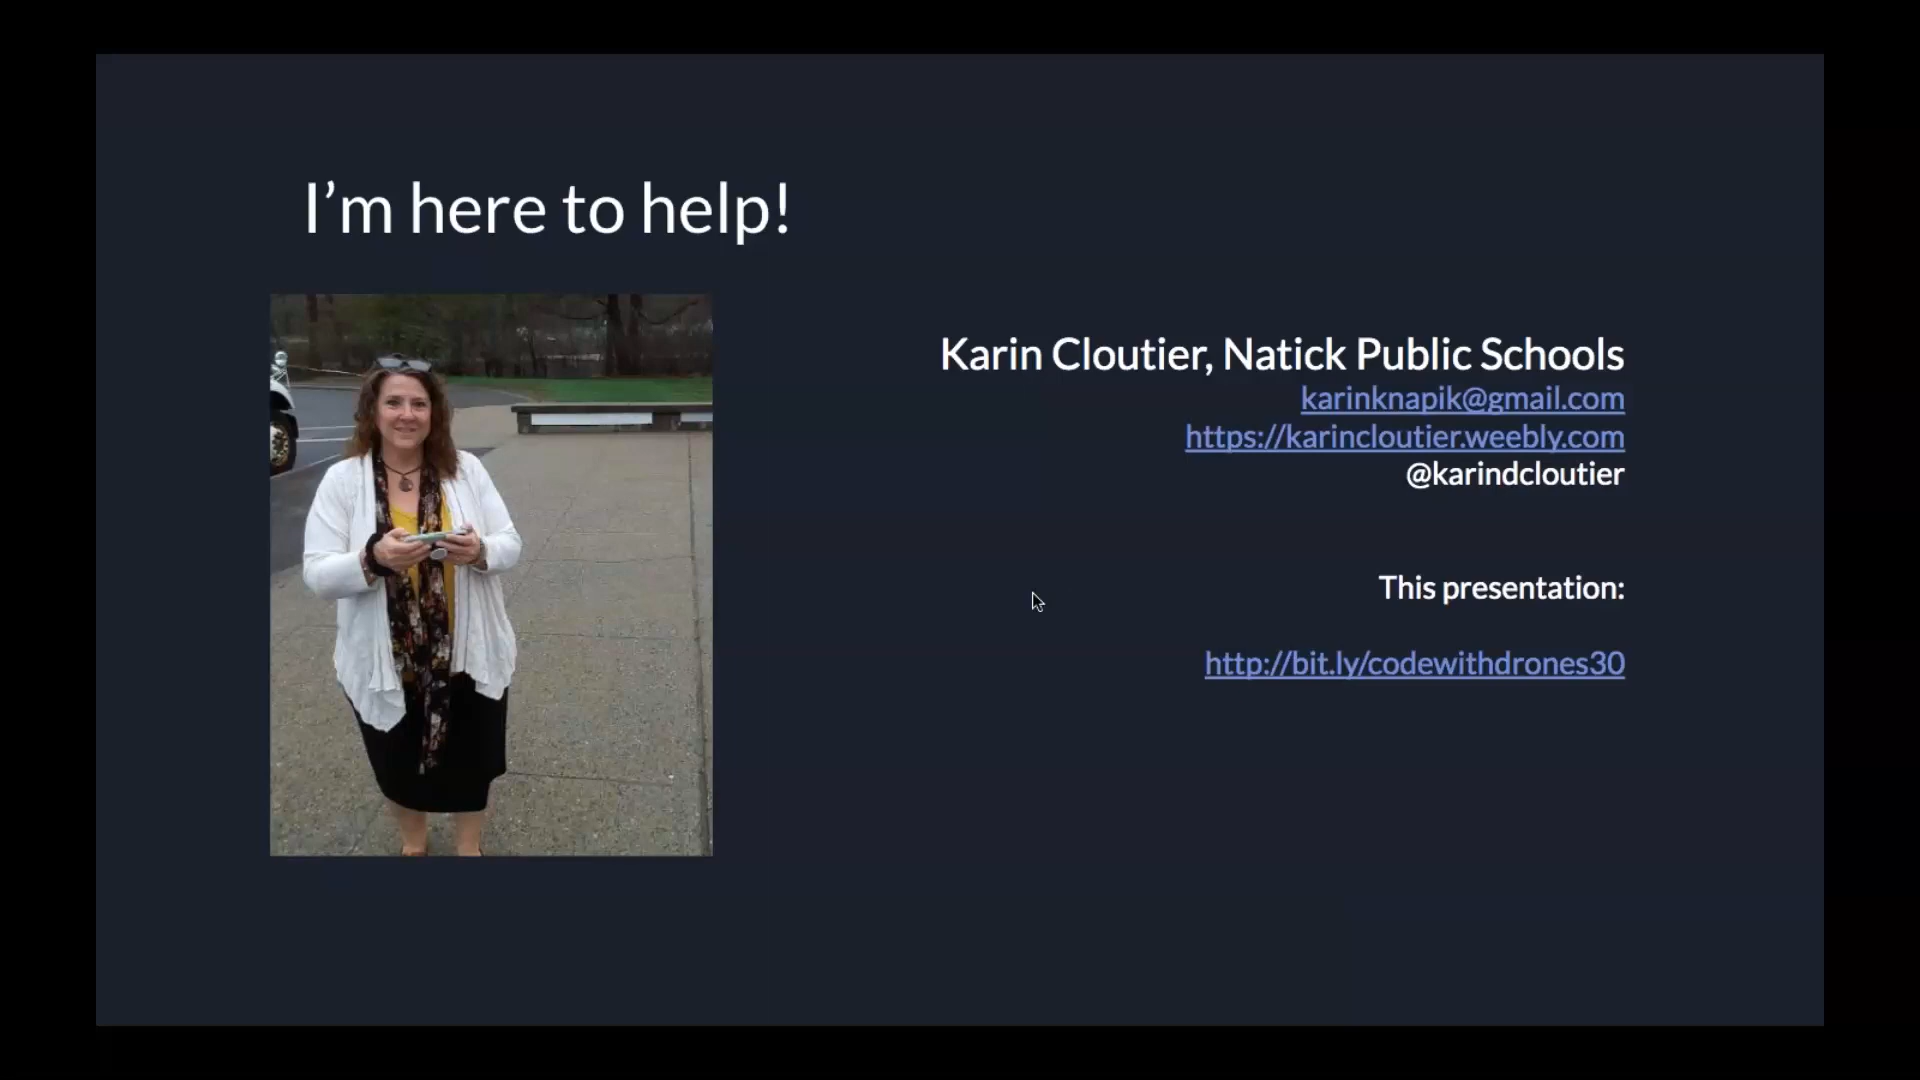 I’m here to help!
Karin Cloutier, Natick Public Schools
karinknapik@gmail.com
https://karincloutier.weebly.com
@karindcloutier
This presentation:
http://bit.ly/codewithdrones30